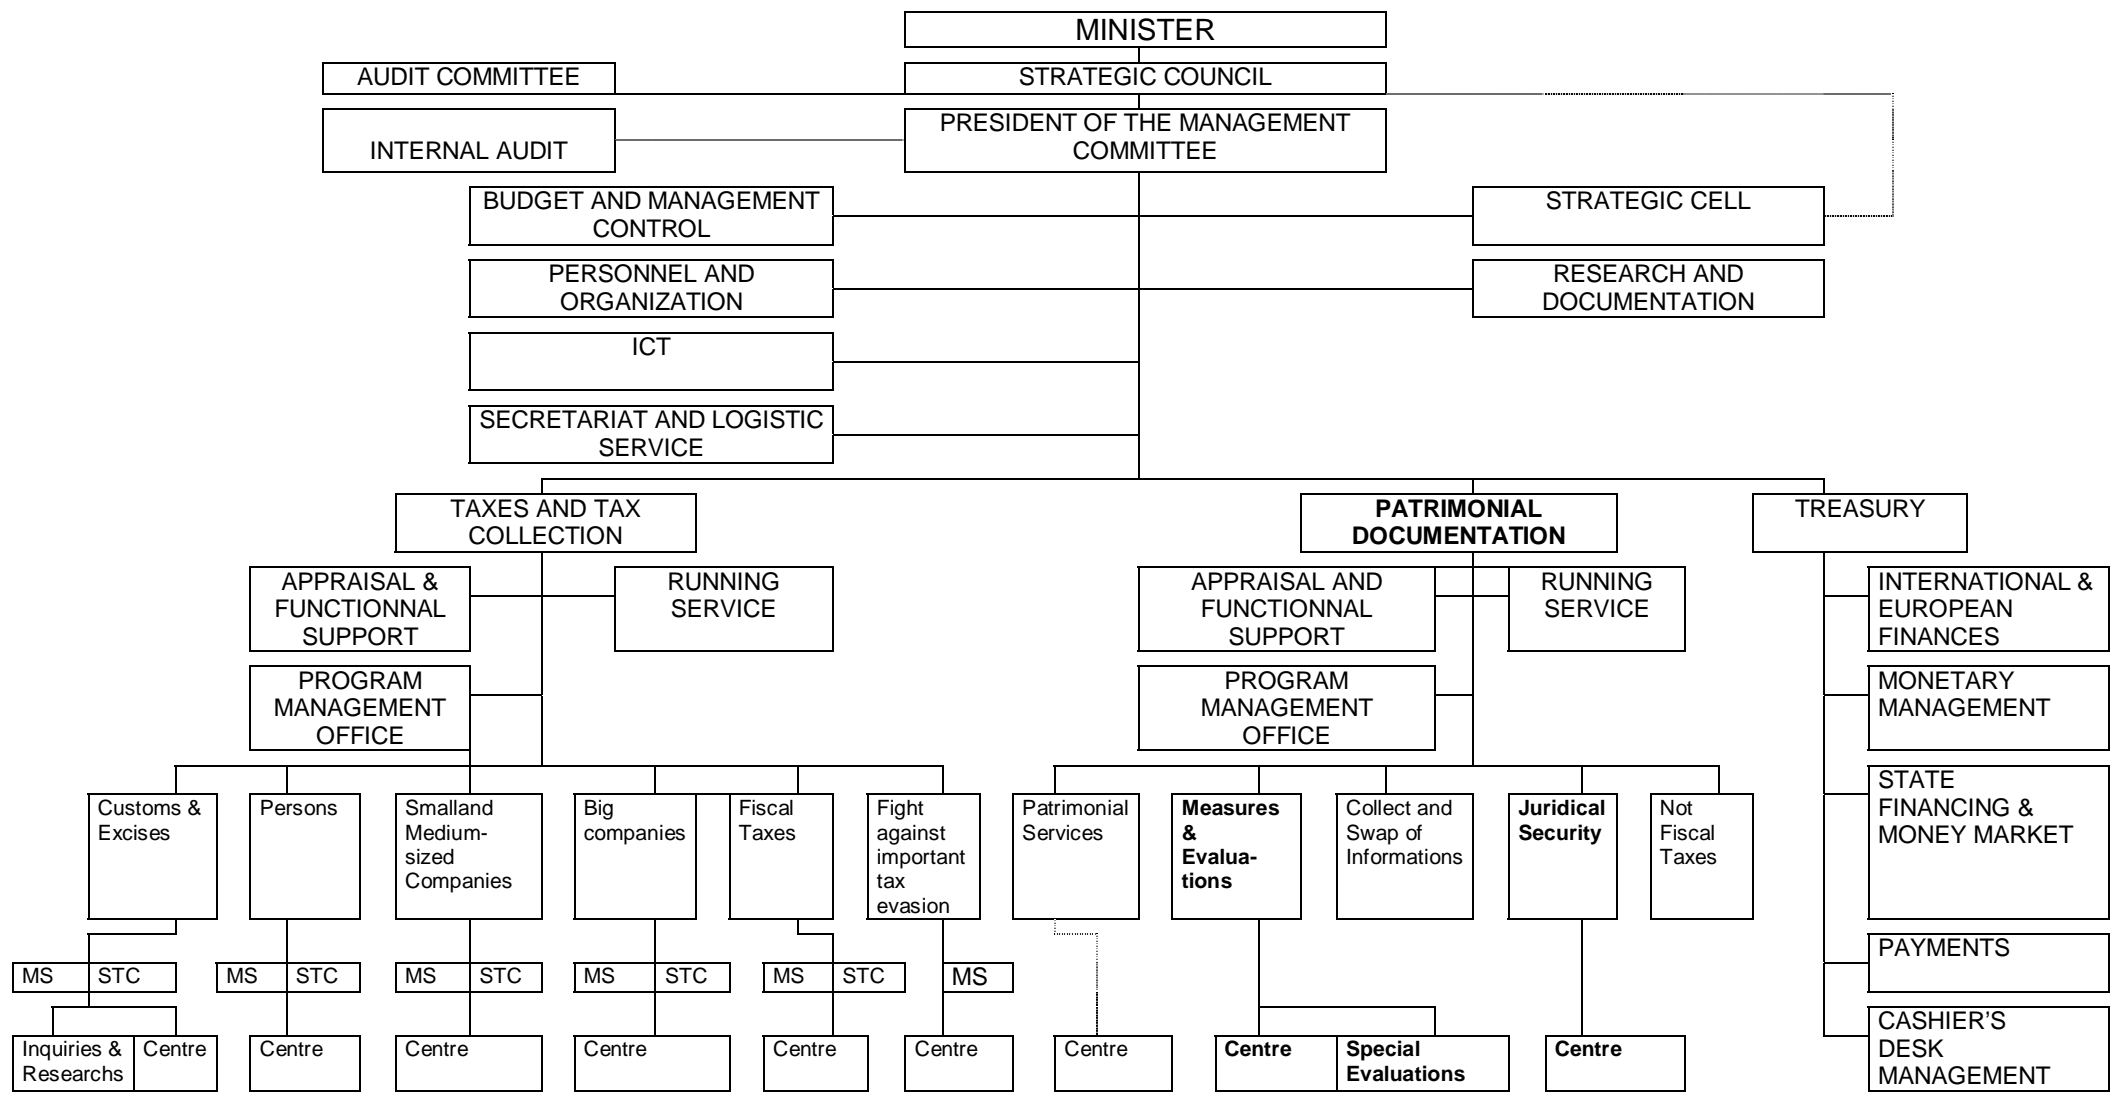 MINISTER
AUDIT COMMITTEE
STRATEGIC COUNCIL
INTERNAL AUDIT
PRESIDENT OF THE MANAGEMENT
COMMITTEE
BUDGET AND MANAGEMENT
CONTROL
STRATEGIC CELL
PERSONNEL AND
ORGANIZATION
RESEARCH AND
DOCUMENTATION
ICT
SECRETARIAT AND LOGISTIC
SERVICE
TAXES AND TAX
COLLECTION
PATRIMONIAL
DOCUMENTATION
TREASURY
APPRAISAL &
FUNCTIONNAL
SUPPORT
RUNNING
SERVICE
APPRAISAL AND
FUNCTIONNAL
SUPPORT
RUNNING
SERVICE
INTERNATIONAL &
EUROPEAN
FINANCES
PROGRAM
MANAGEMENT
OFFICE
PROGRAM
MANAGEMENT
OFFICE
MONETARY
MANAGEMENT
Customs &
Excises
Persons
Smalland
Medium-
sized
Companies
Big
companies
Fiscal
Taxes
Fight
against
important
tax
evasion
Patrimonial
Services
Measures
&
Evalua-
tions
Collect and
Swap of
Informations
Juridical
Security
Not
Fiscal
Taxes
STATE
FINANCING &
MONEY MARKET
MS
STC
MS
STC
MS
STC
MS
STC
MS
STC
MS
PAYMENTS
Inquiries &
Researchs
Centre
Centre
Centre
Centre
Centre
Centre
Centre
Centre
Special
Evaluations
Centre
CASHIER'S
DESK
MANAGEMENT